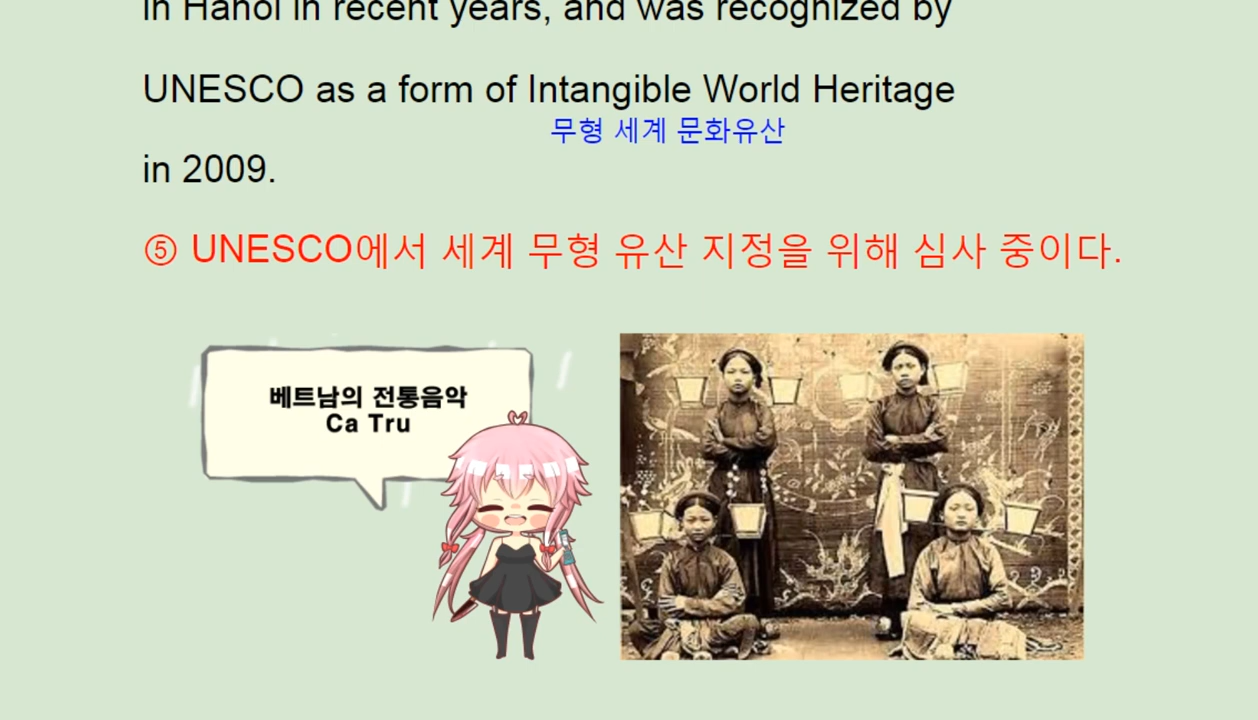 in Hanoi in recent years, and was recognized by
UNESCO as a form of Intangible World Heritage
무형 세계 문화유산
in 2009.
⑤ UNESCO에서 세계 무형 유산 지정을 위해 심사 중이다.
베트남의 전통음악
Ca Tru